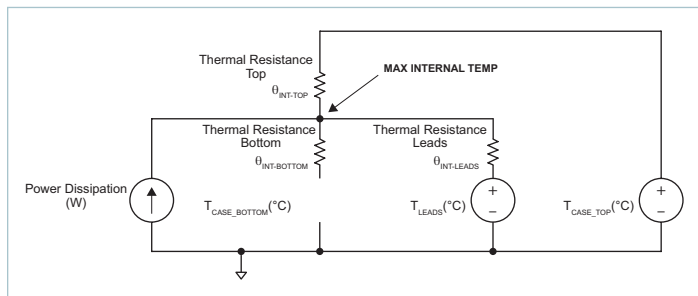 Thermal Resistance
Top
θINT-TOP
MAX INTERNAL TEMP
Thermal Resistance
Bottom
θINT-BOTTOM
Thermal Resistance
Leads
θINT-LEADS
Power Dissipation
(W)
TCASE_BOTTOM(°C)
TLEADS(°C)
+
–
TCASE_TOP(°C)
+
–